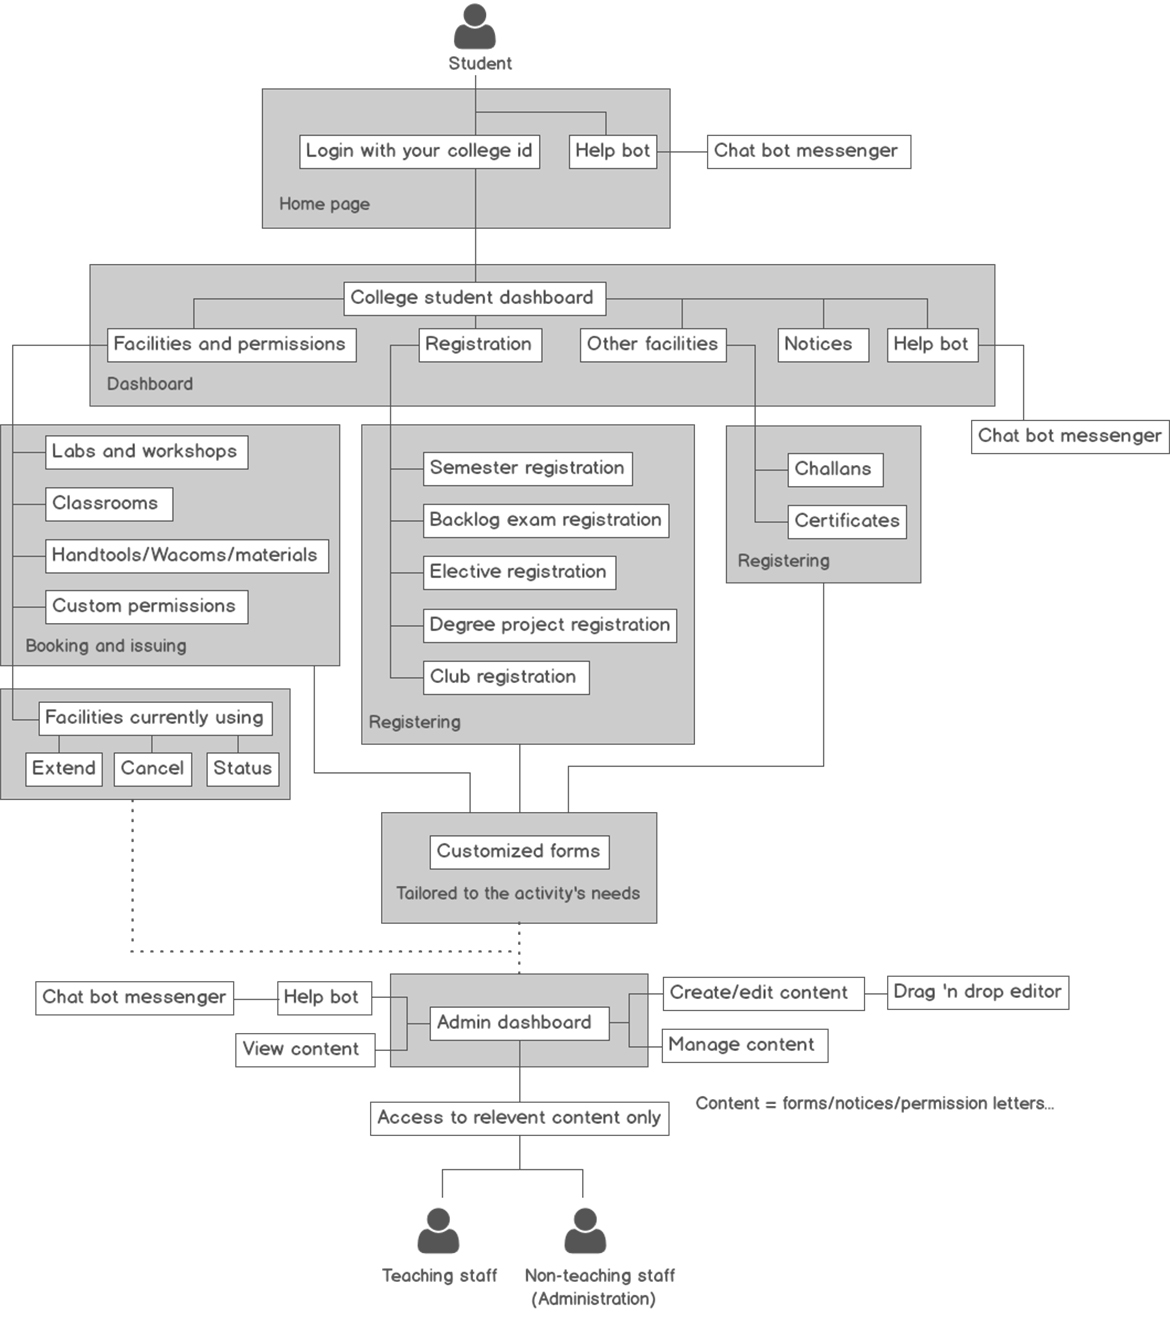 Student
Login with your college id
Help bot
Chat bot messenger
Home page
College student dashboard
Facilities and permissions
Registration
Other facilities
Notices
Help bot
Dashboard
Chat bot messenger
Labs and workshops
Classrooms
Handtools/Wacoms/materials
Custom permissions
Booking and issuing
Semester registration
Backlog exam registration
Elective registration
Degree project registration
Club registration
Registering
Challans
Certificates
Registering
Facilities currently using
Extend
Cancel
Status
Customized forms
Tailored to the activity's needs
Chat bot messenger
Help bot
View content
Admin dashboard
Create/edit content
Drag 'n drop editor
Manage content
Content = forms/notices/permission letters...
Access to relevent content only
Teaching staff
Non-teaching staff
(Administration)